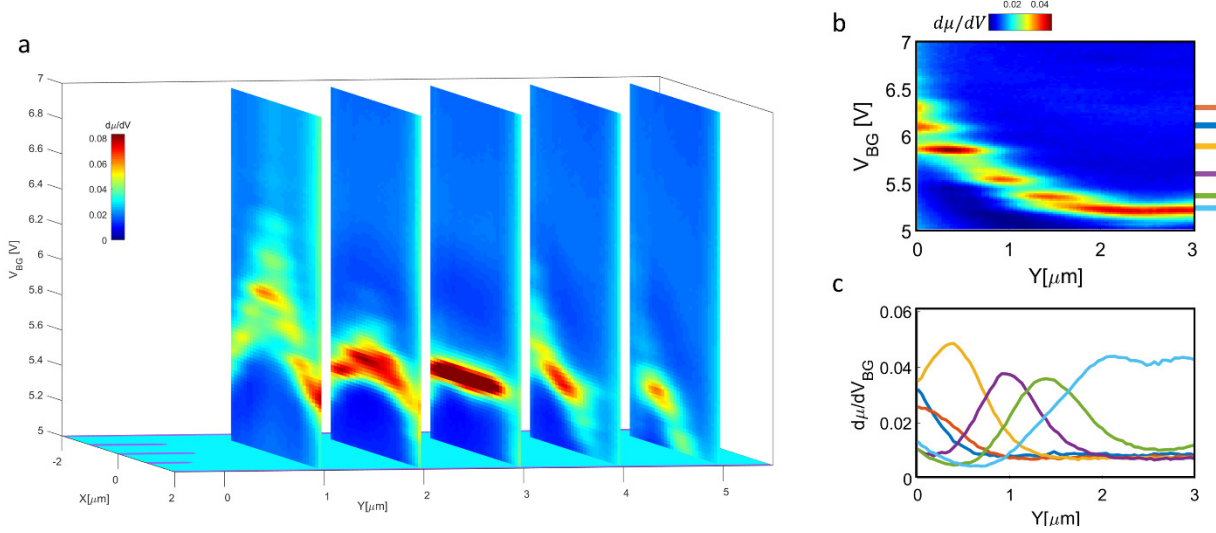 a
7
6.8
6.6
6.4
6.2
6
5.8
5.6
5.4
5.2
5
V_BG [V]
dμ/dV
0.08
0.06
0.04
0.02
0
-2
0
2
X[μm]
0
1
2
3
4
5
Y[μm]
b
dμ/dV
0.02 0.04
7
6.5
6
5.5
5
V_BG [V]
0 1 2 3
Y[μm]
c
0.06
0.04
0.02
0
dμ/dV_BG
0 1 2 3
Y[μm]